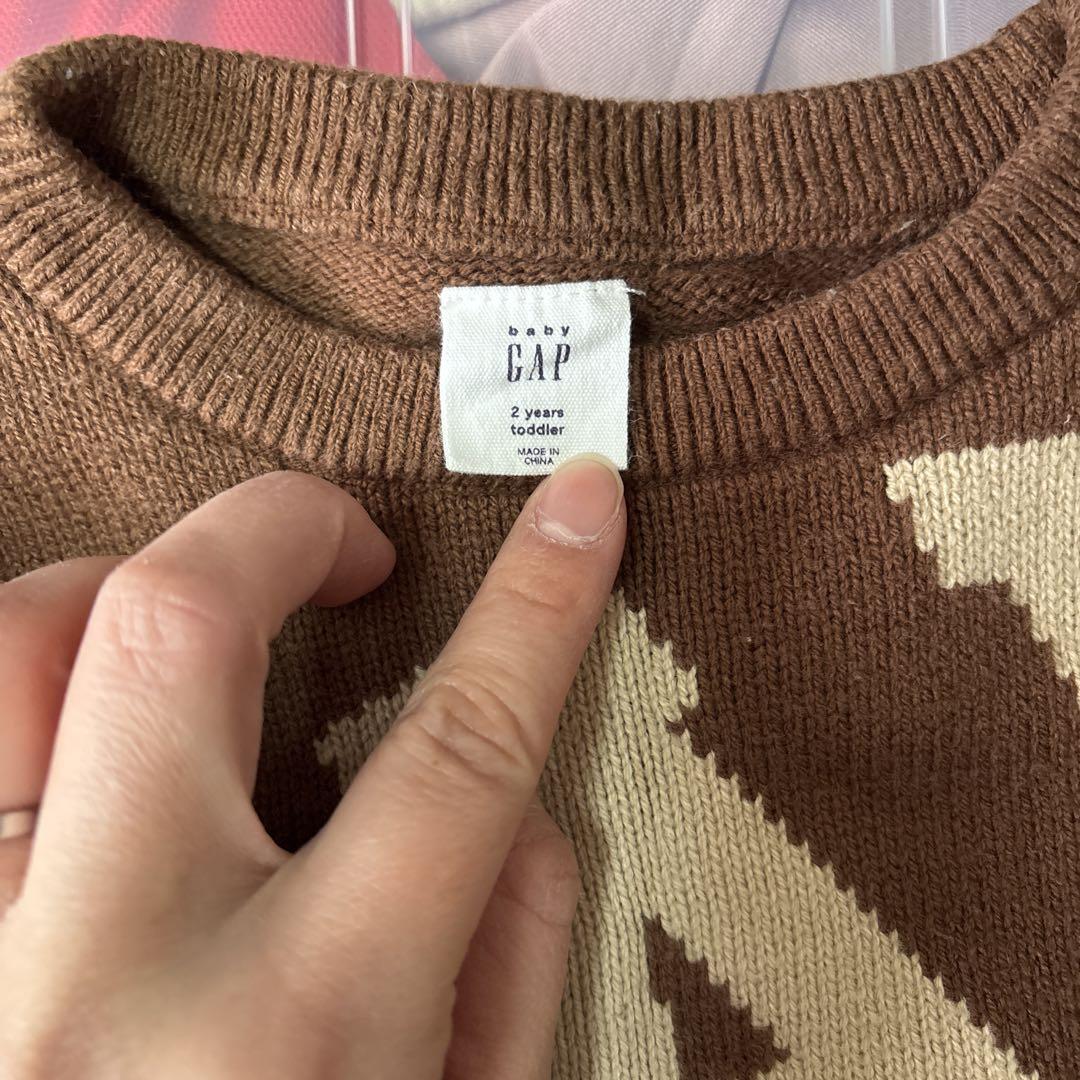 baby
GAP
2 years
toddler
MADE IN
CHINA